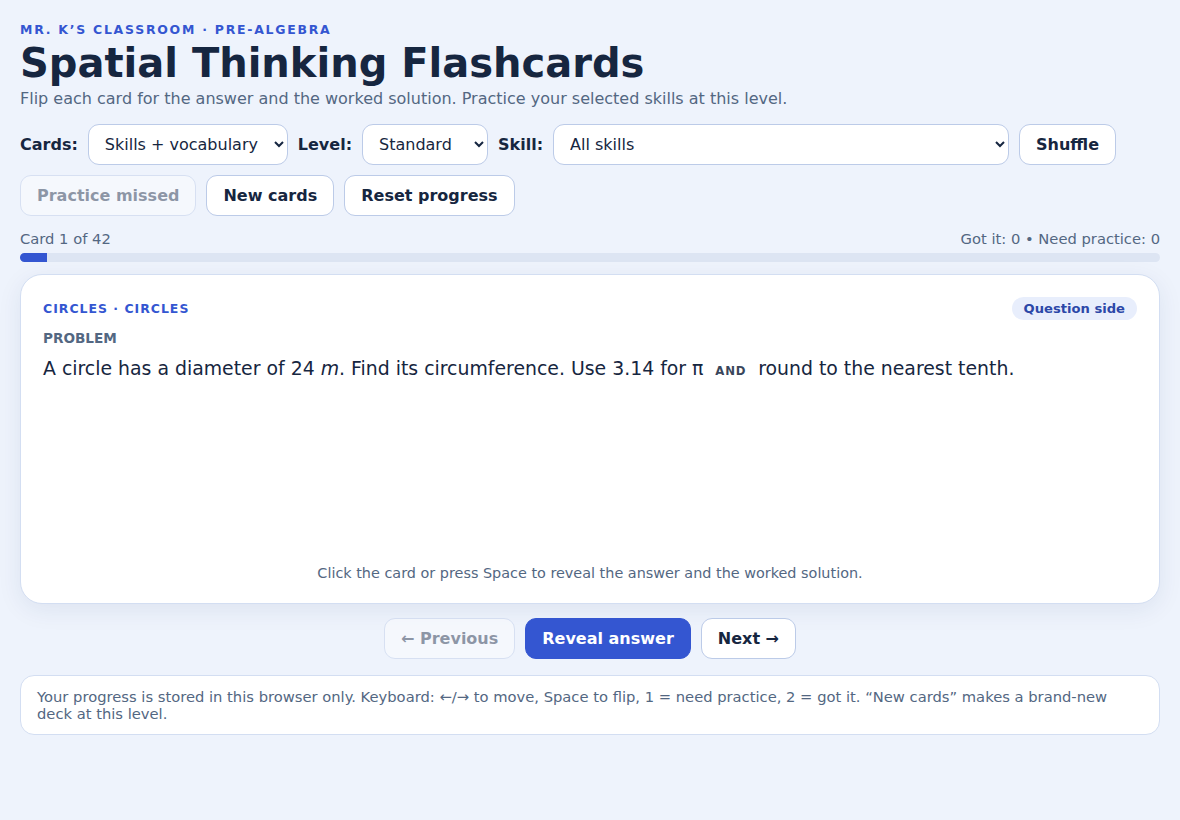 MR. K’S CLASSROOM · PRE-ALGEBRA
Spatial Thinking Flashcards
Flip each card for the answer and the worked solution. Practice your selected skills at this level.
Cards: Skills + vocabulary Level: Standard Skill: All skills Shuffle
Practice missed New cards Reset progress
Card 1 of 42 Got it: 0 • Need practice: 0
CIRCLES · CIRCLES Question side
PROBLEM
A circle has a diameter of 24 m. Find its circumference. Use 3.14 for π AND round to the nearest tenth.
Click the card or press Space to reveal the answer and the worked solution.
← Previous Reveal answer Next →
Your progress is stored in this browser only. Keyboard: ←/→ to move, Space to flip, 1 = need practice, 2 = got it. “New cards” makes a brand-new
deck at this level.